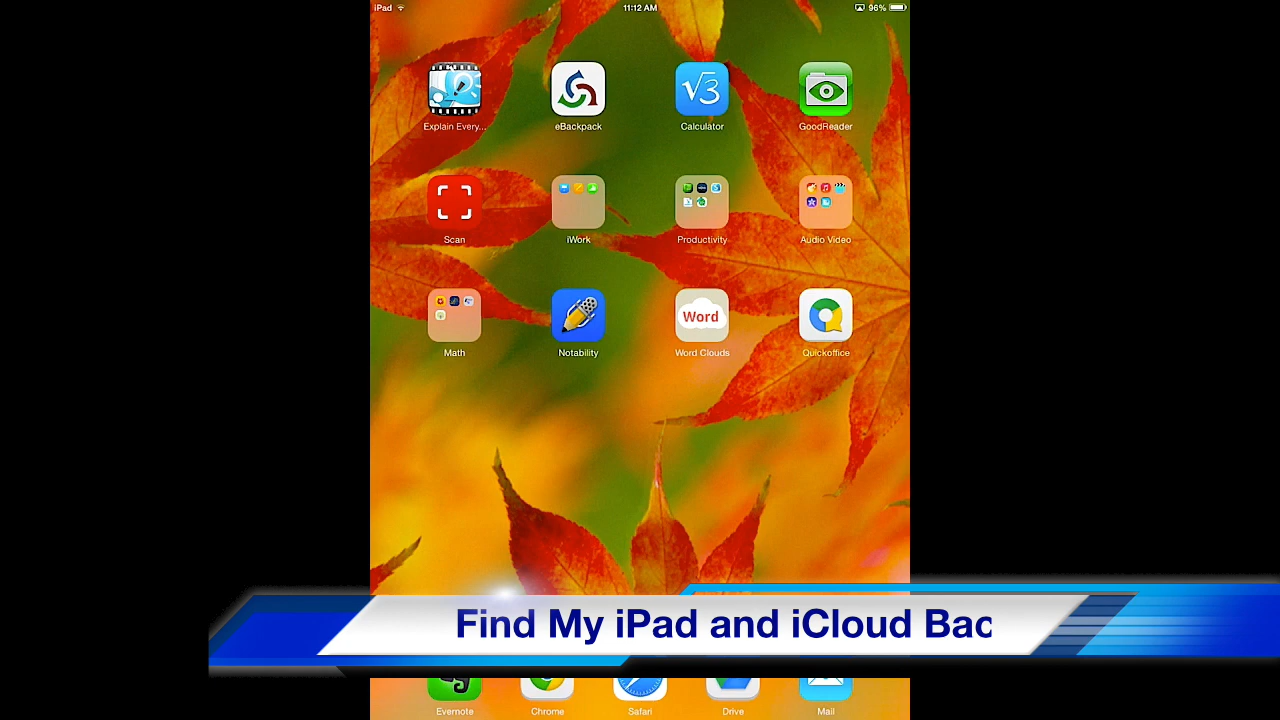 iPad 11:12 AM 96%
Explain Every... eBackpack Calculator GoodReader
Scan iWork Productivity Audio Video
Math Notability Word Clouds Quickoffice
Word
√3
Find My iPad and iCloud Bac
Evernote Chrome Safari Drive Mail